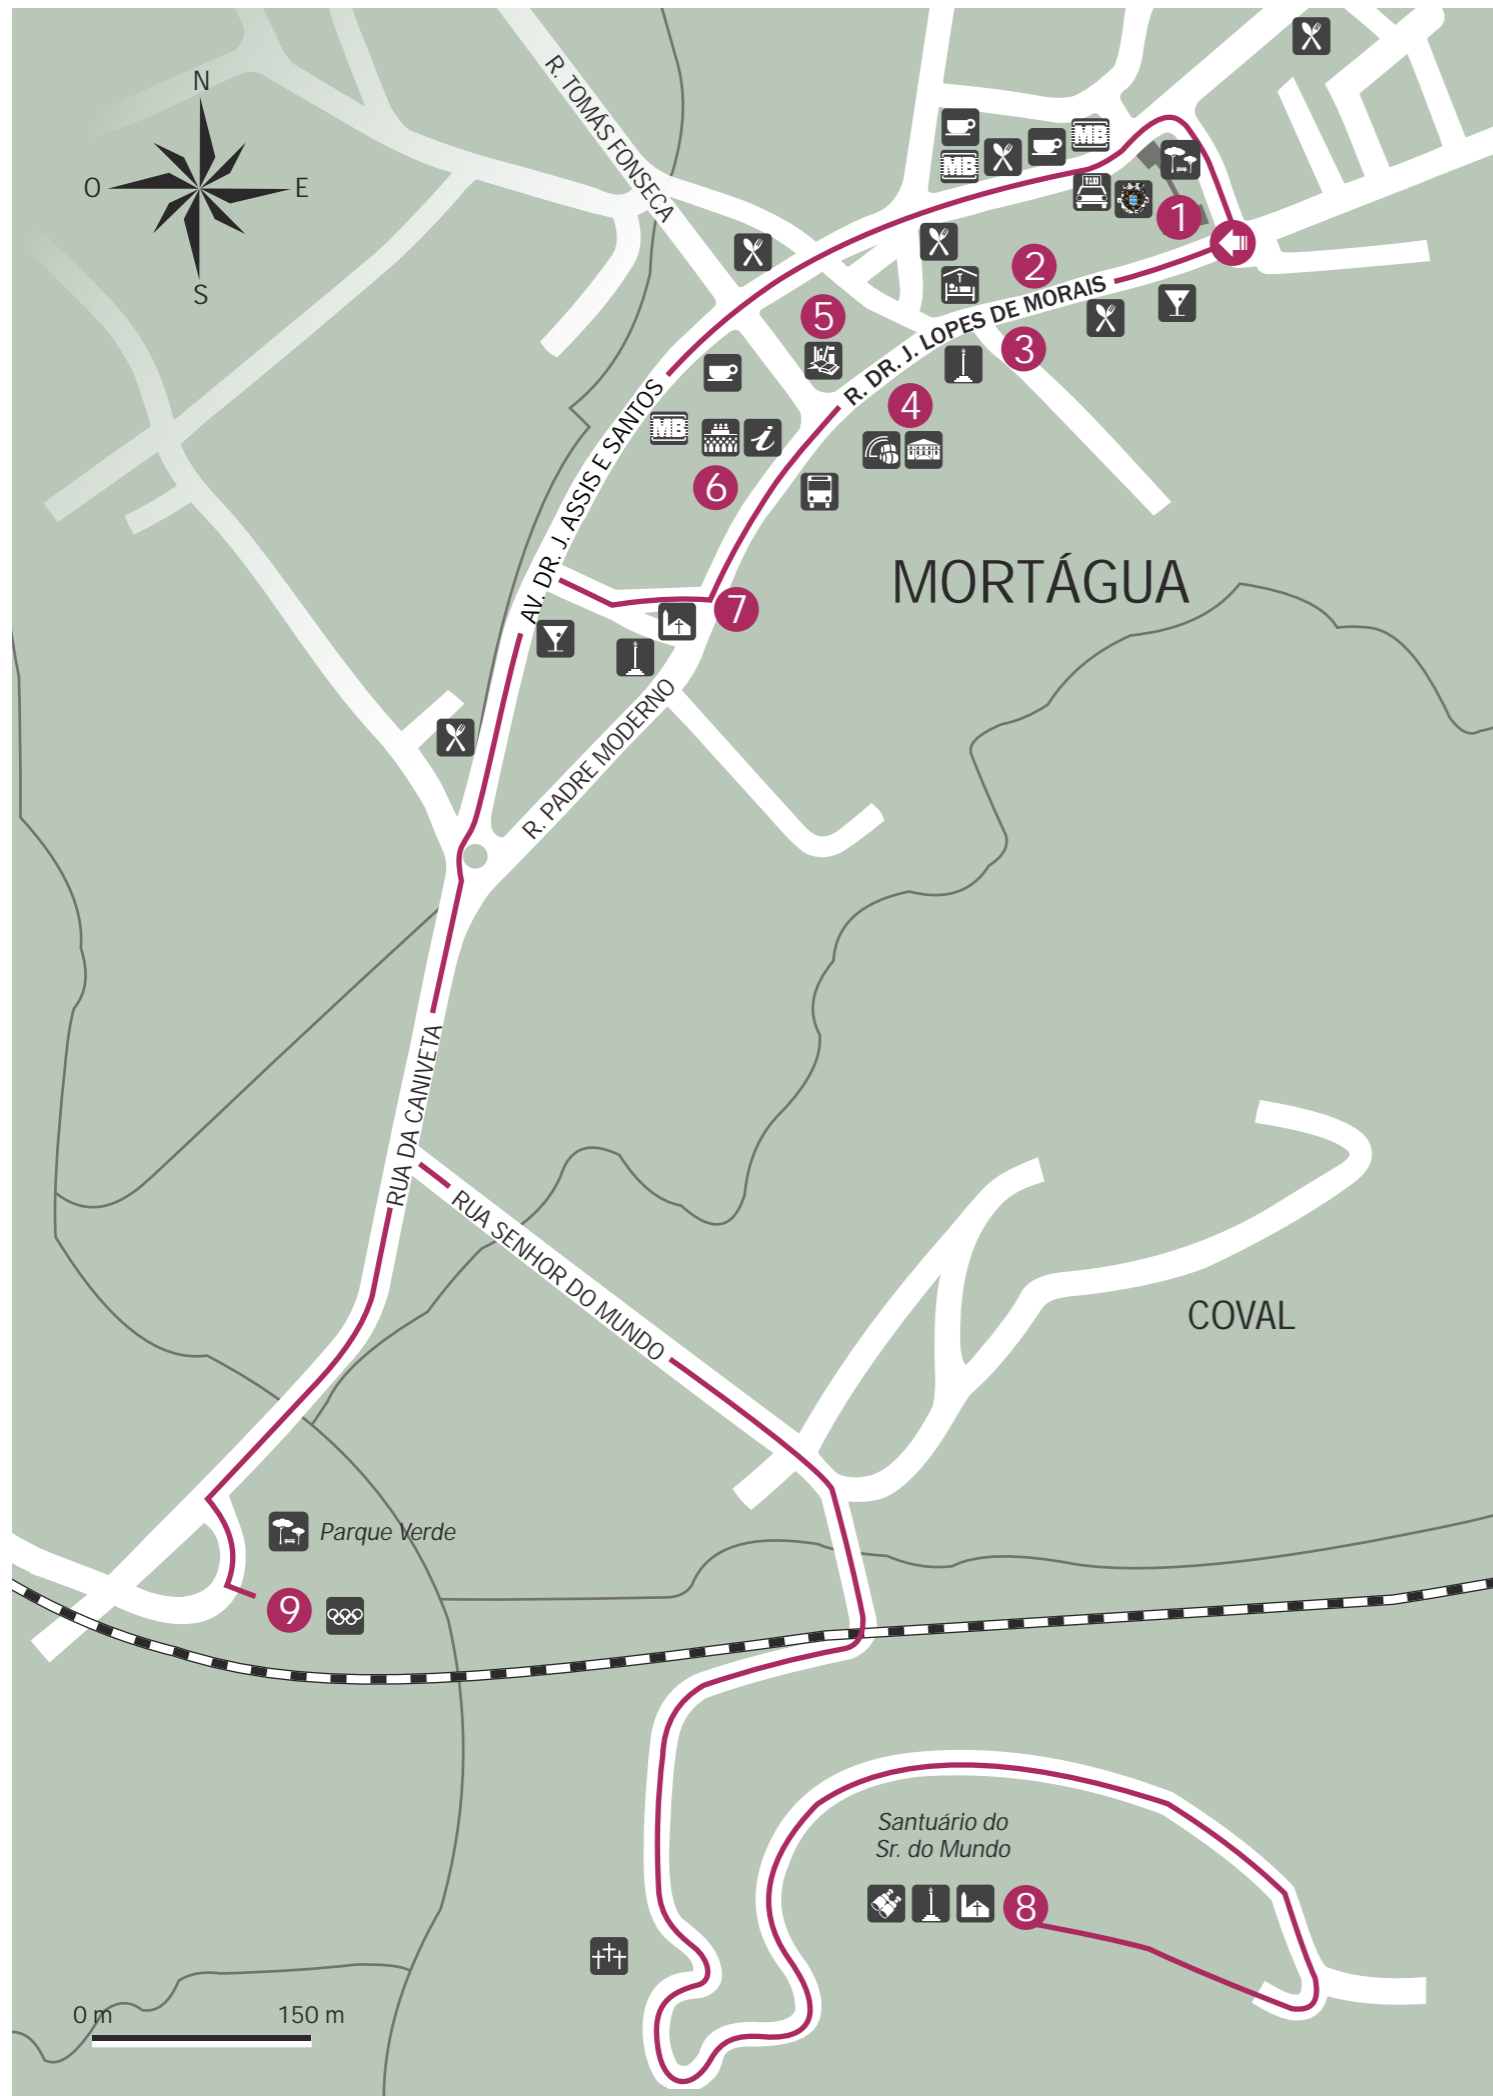 N
O
E
S
R. TOMÁS FONSECA
MB
MB
TAXI
1
2
R. DR. J. LOPES DE MORAIS
3
5
4
AV. DR. J. ASSIS E SANTOS
MB
i
6
MORTÁGUA
7
R. PADRE MODERNO
RUA DA CANIVETA
RUA SENHOR DO MUNDO
COVAL
Parque Verde
9
Santuário do
Sr. do Mundo
8
0 m
150 m